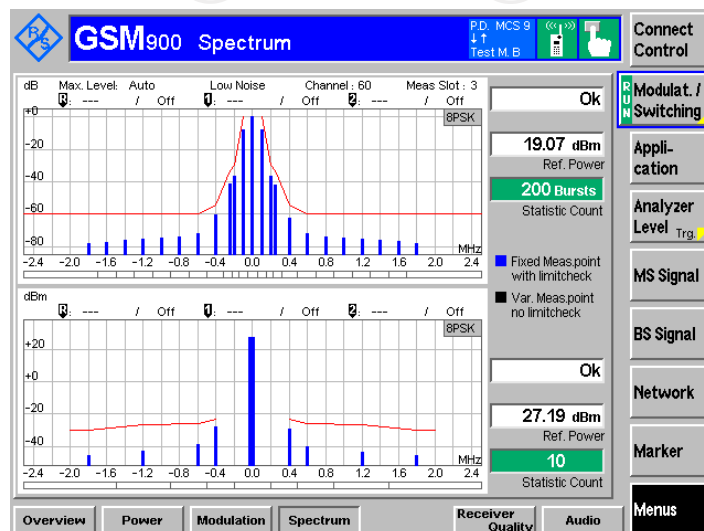 R/S
GSM900 Spectrum
P.D. MCS 9
↓↑
Test M. B
Connect
Control
dB Max. Level: Auto Low Noise Channel : 60 Meas Slot : 3
R: --- / Off 1: --- / Off 2: --- / Off
8PSK
+0
-20
-40
-60
-80
MHz
-2.4 -2.0 -1.6 -1.2 -0.8 -0.4 0.0 0.4 0.8 1.2 1.6 2.0 2.4
Ok
19.07 dBm
Ref. Power
200 Bursts
Statistic Count
Fixed Meas.point
with limitcheck
Var. Meas.point
no limitcheck
dBm
R: --- / Off 1: --- / Off 2: --- / Off
8PSK
+20
+0
-20
-40
MHz
-2.4 -2.0 -1.6 -1.2 -0.8 -0.4 0.0 0.4 0.8 1.2 1.6 2.0 2.4
Ok
27.19 dBm
Ref. Power
10
Statistic Count
RUN
Modulat. /
Switching
Appli-
cation
Analyzer
Level Trg.
MS Signal
BS Signal
Network
Marker
Menus
Overview Power Modulation Spectrum Receiver
Quality Audio